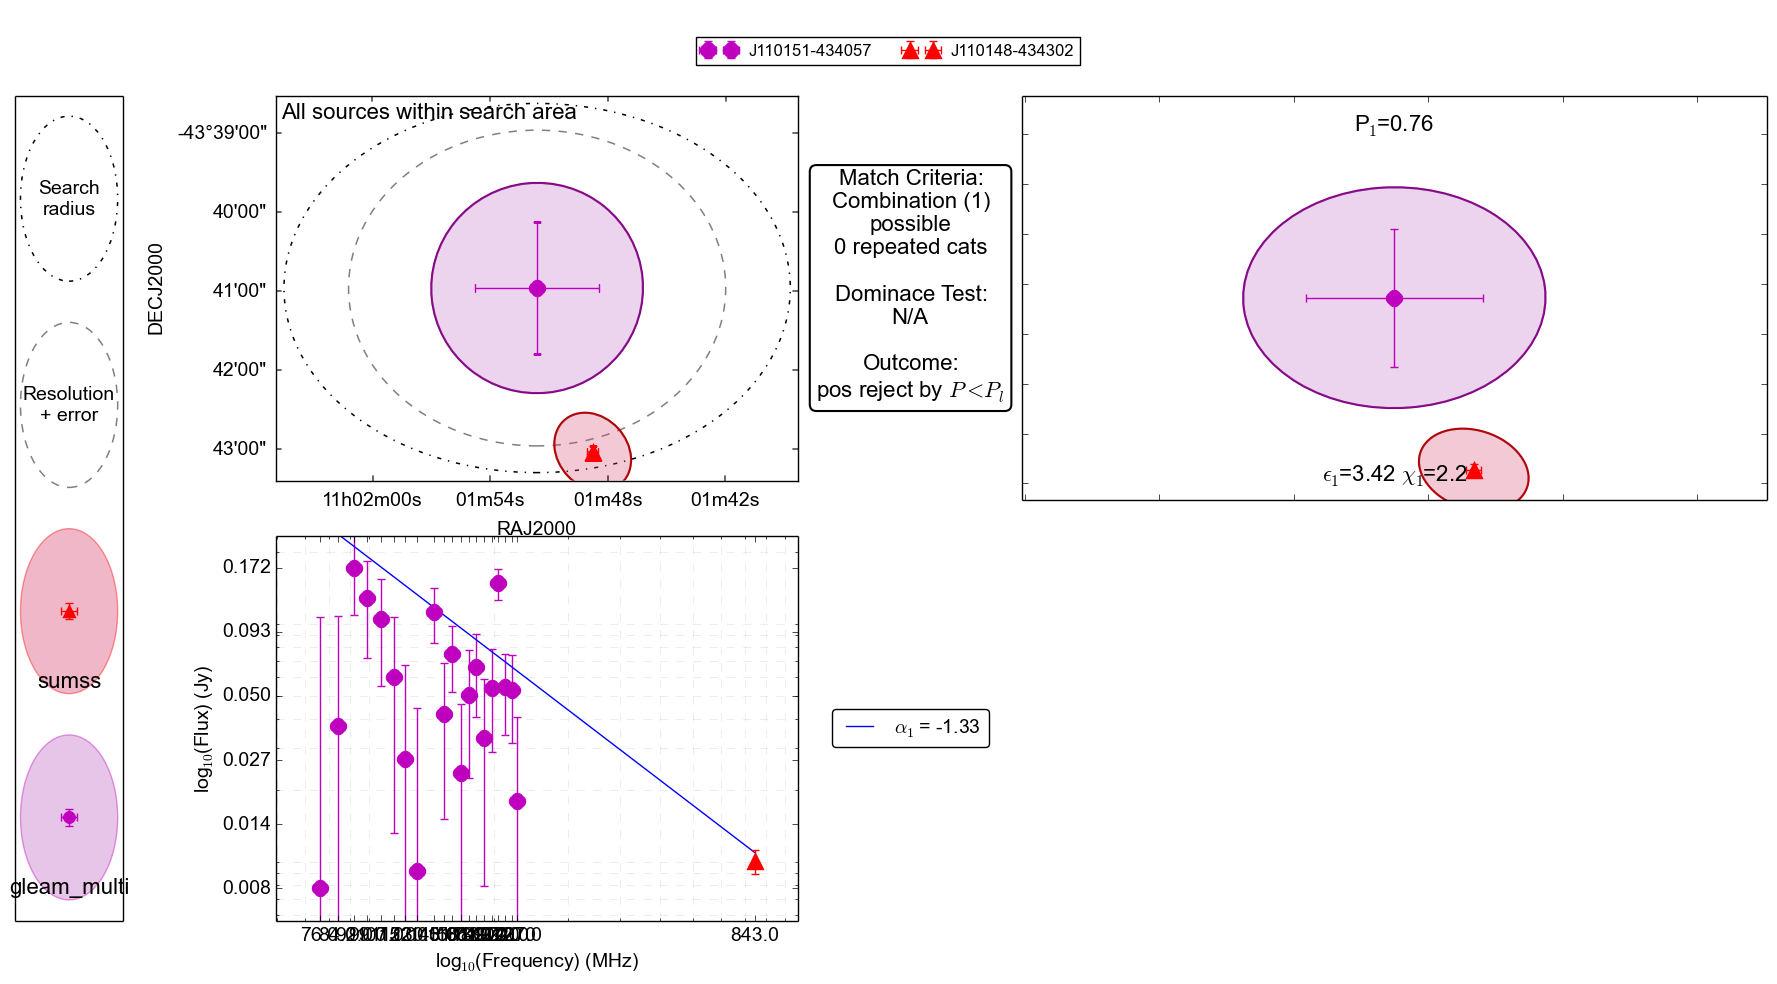 J110151-434057
J110148-434302
Search
radius
Resolution
+ error
sumss
gleam_multi
All sources within search area
DECJ2000
-43°39'00"
40'00"
41'00"
42'00"
43'00"
11h02m00s
01m54s
01m48s
01m42s
RAJ2000
Match Criteria:
Combination (1)
possible
0 repeated cats
Dominace Test:
N/A
Outcome:
pos reject by P<P_l
P_1=0.76
ϵ_1=3.42 χ_1=2.2
log_10(Flux) (Jy)
0.172
0.093
0.050
0.027
0.014
0.008
843.0
log_10(Frequency) (MHz)
α_1 = -1.33